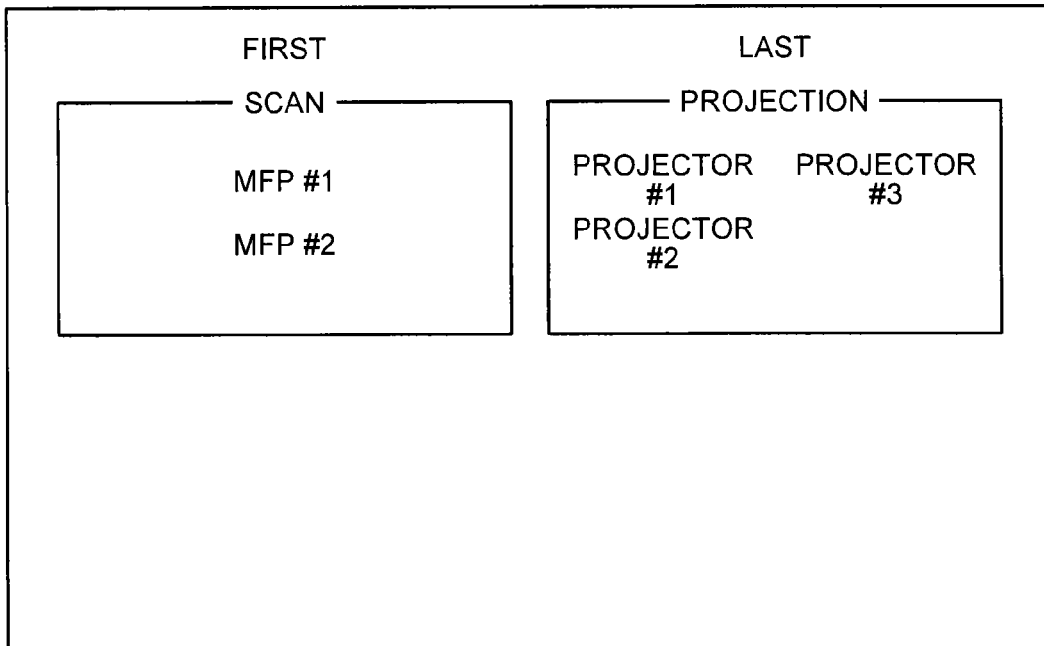 FIRST
LAST
SCAN
PROJECTION
MFP #1
MFP #2
PROJECTOR
#1
PROJECTOR
#3
PROJECTOR
#2